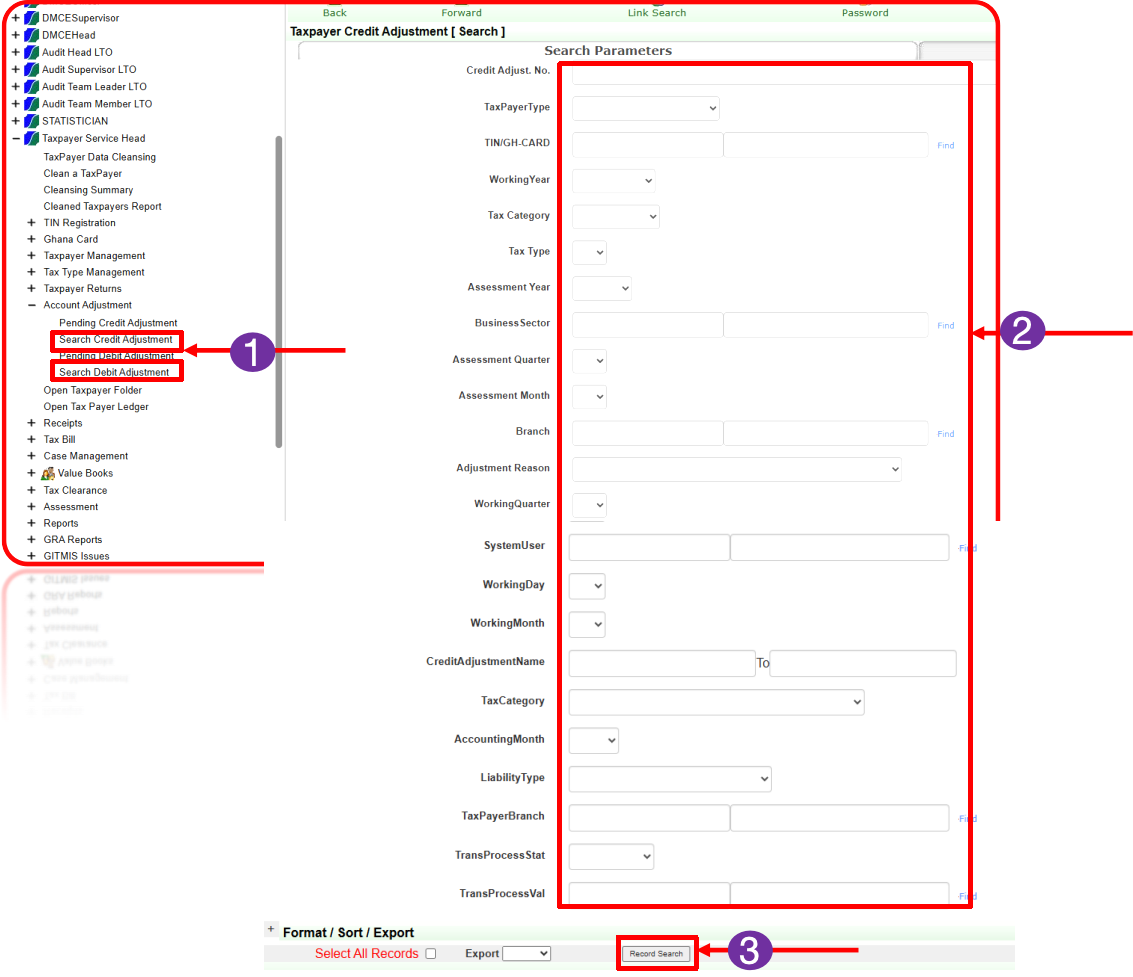 DMCESupervisor
DMCEHead
Audit Head LTO
Audit Supervisor LTO
Audit Team Leader LTO
Audit Team Member LTO
STATISTICIAN
Taxpayer Service Head
TaxPayer Data Cleansing
Clean a TaxPayer
Cleansing Summary
Cleaned Taxpayers Report
TIN Registration
Ghana Card
Taxpayer Management
Tax Type Management
Taxpayer Returns
Account Adjustment
Pending Credit Adjustment
Search Credit Adjustment
Pending Debit Adjustment
Search Debit Adjustment
Open Taxpayer Folder
Open Tax Payer Ledger
Receipts
Tax Bill
Case Management
Value Books
Tax Clearance
Assessment
Reports
GRA Reports
GITMIS Issues
1
Back Forward Link Search Password
Taxpayer Credit Adjustment [ Search ]
Search Parameters
Credit Adjust. No.
TaxPayerType
TIN/GH-CARD Find
WorkingYear
Tax Category
Tax Type
Assessment Year
BusinessSector Find
2
Assessment Quarter
Assessment Month
Branch Find
Adjustment Reason
WorkingQuarter
SystemUser Find
WorkingDay
WorkingMonth
CreditAdjustmentName To
TaxCategory
AccountingMonth
LiabilityType
TaxPayerBranch Find
TransProcessStat
TransProcessVal Find
+ Format / Sort / Export
Select All Records Export Record Search 3